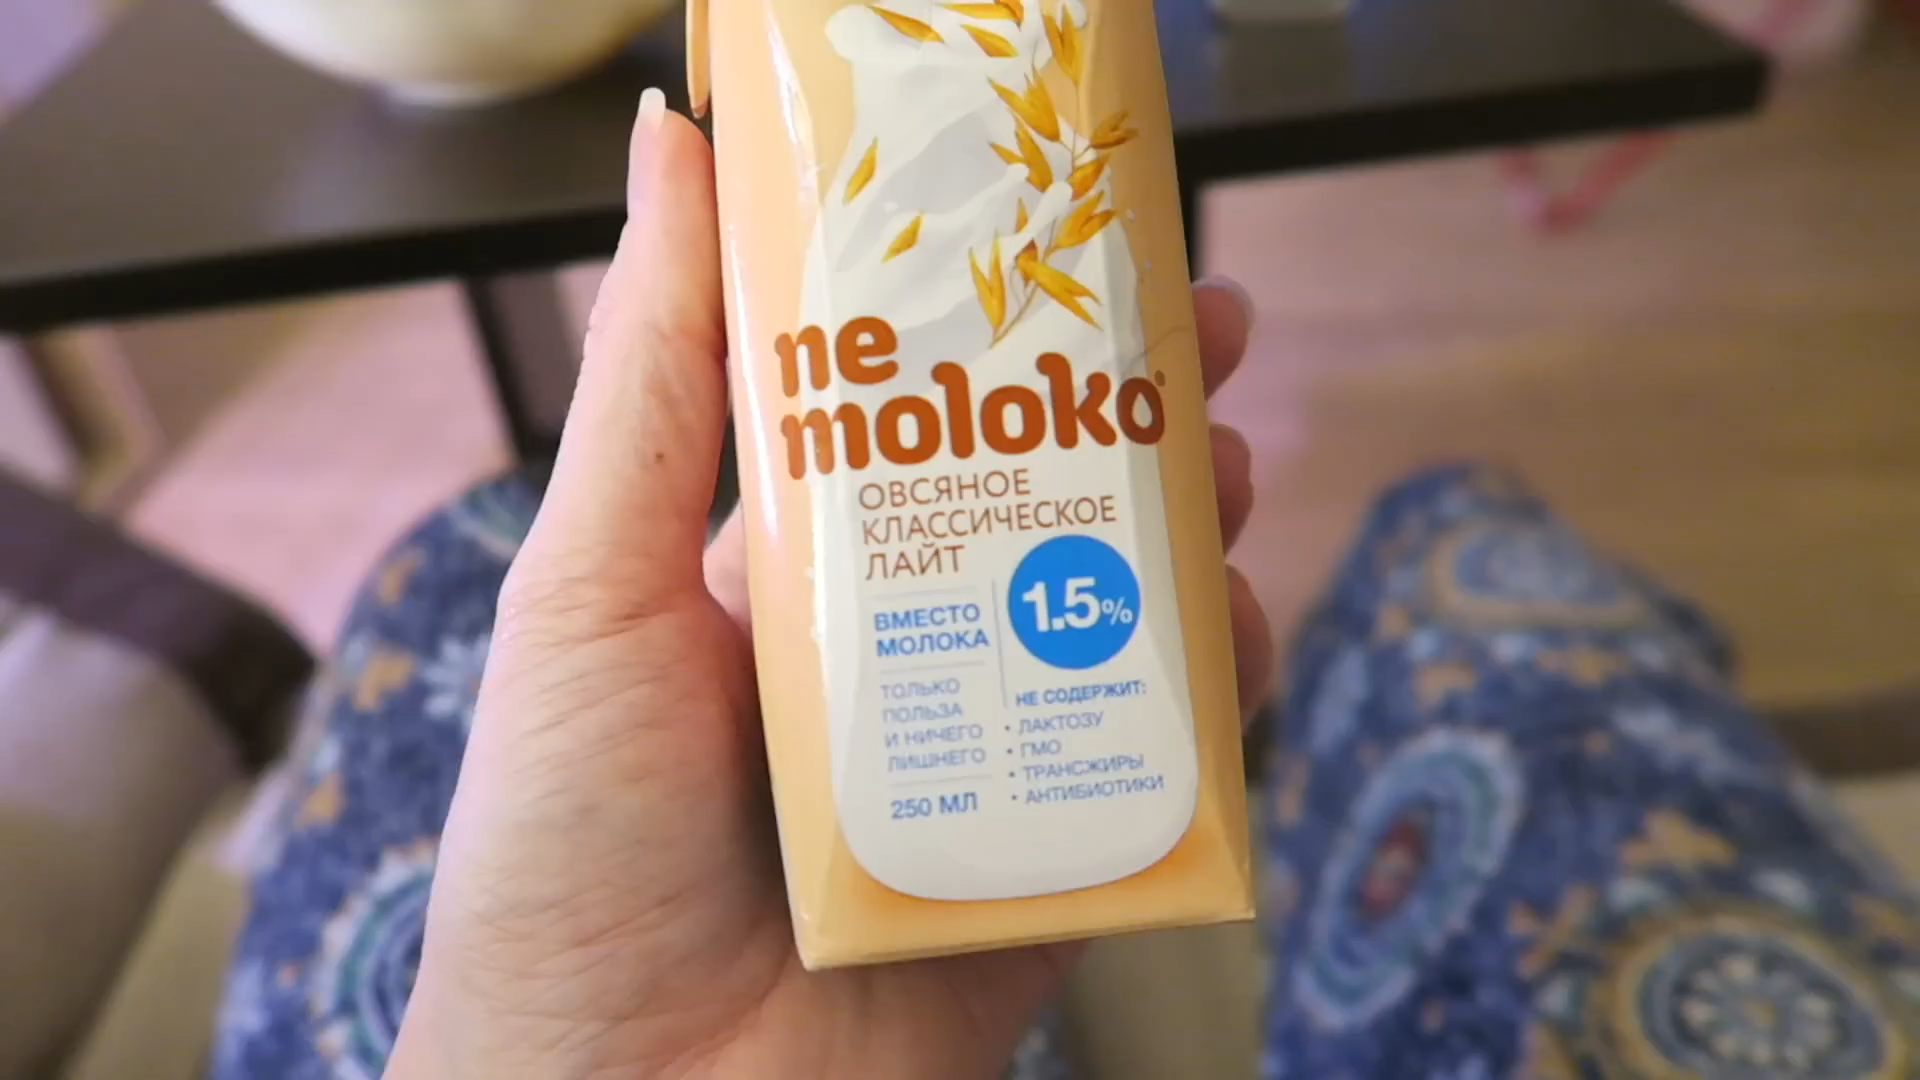 ne
moloko
ОВСЯНОЕ
КЛАССИЧЕСКОЕ
ЛАЙТ
ВМЕСТО
МОЛОКА
1.5%
ТОЛЬКО
ПОЛЬЗА
И НИЧЕГО
ЛИШНЕГО
250 МЛ
НЕ СОДЕРЖИТ:
• ЛАКТОЗУ
• ГМО
• ТРАНСЖИРЫ
• АНТИБИОТИКИ